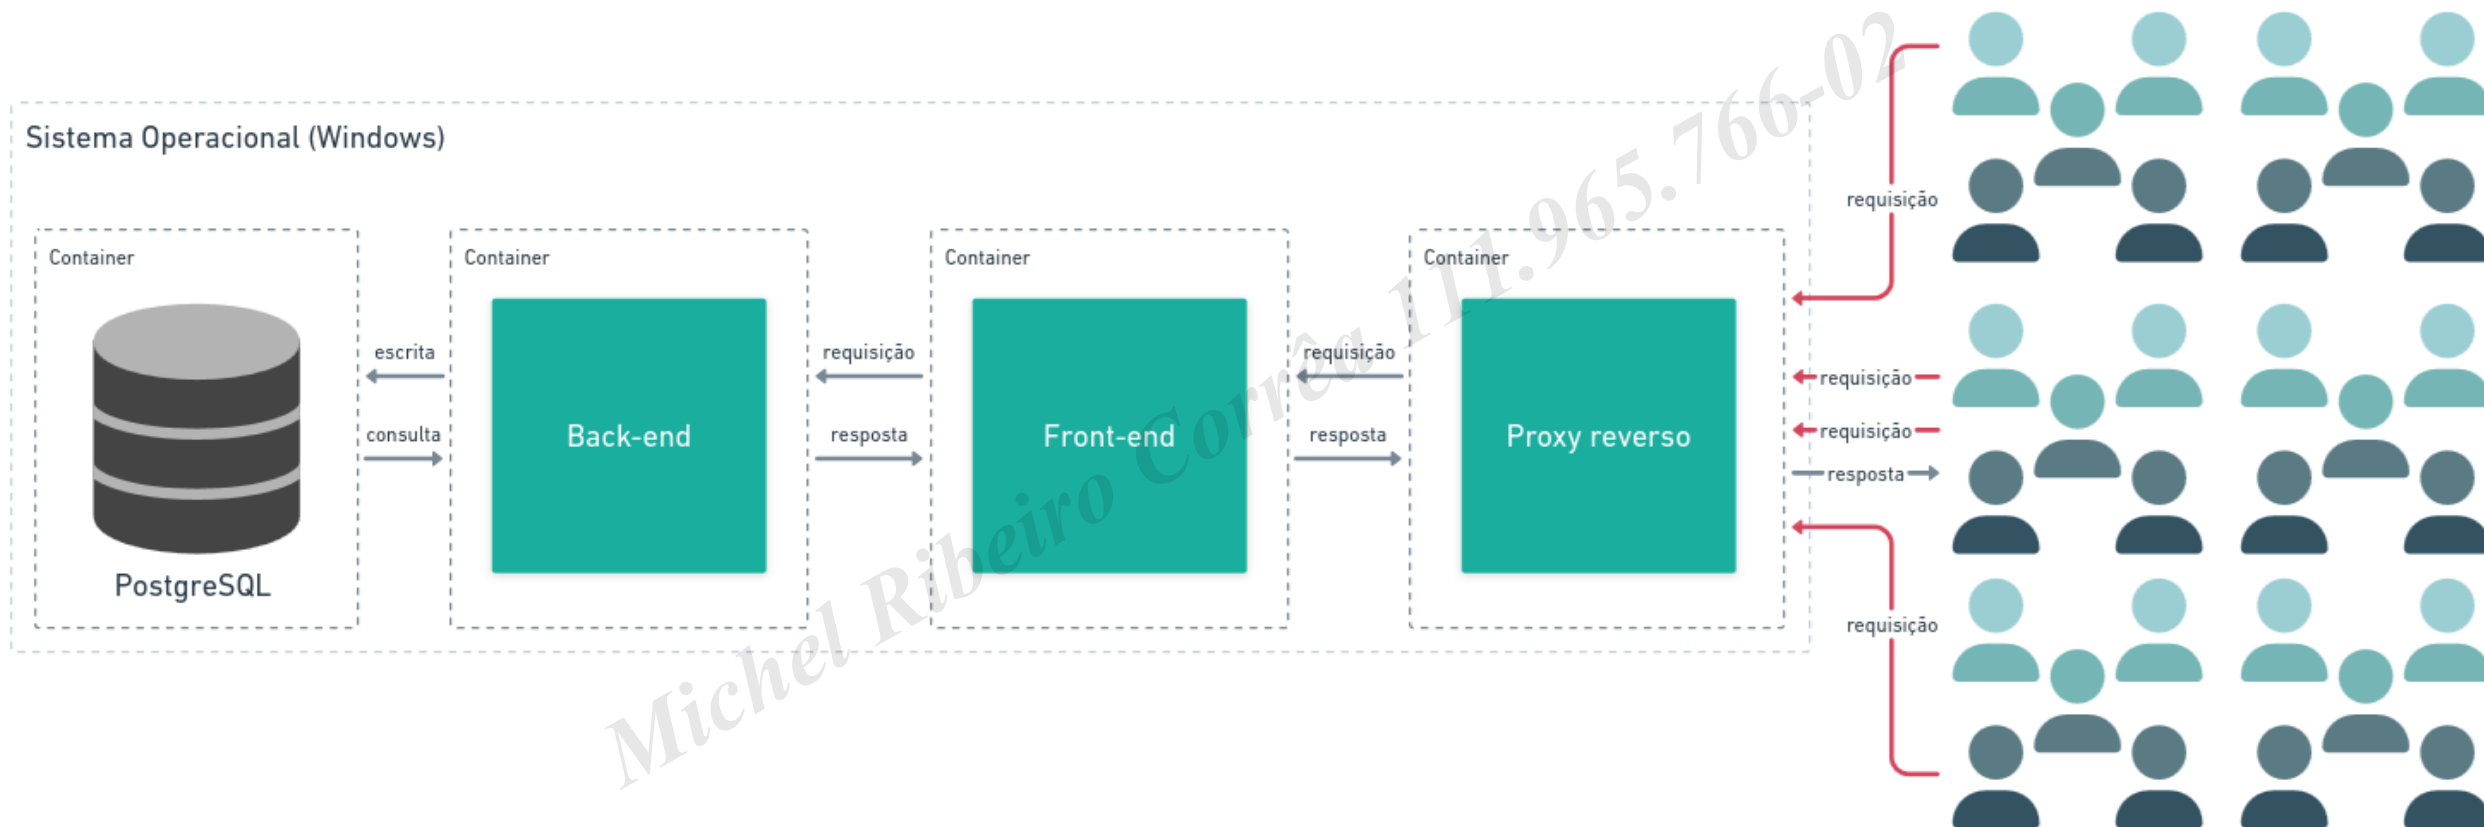 Sistema Operacional (Windows)
Container
escrita
consulta
PostgreSQL
Container
Back-end
requisição
resposta
Container
Front-end
requisição
resposta
Container
Proxy reverso
requisição
requisição
requisição
resposta
requisição
Michel Ribeiro Corrêa 111.965.766-02